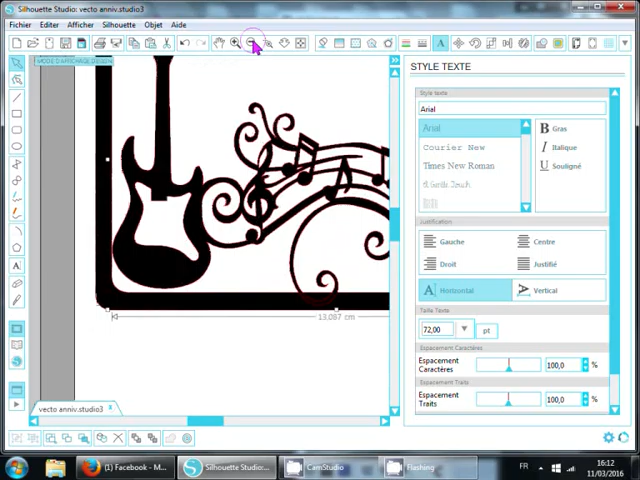 Silhouette Studio: vecto anniv.studio3
Fichier Editer Afficher Silhouette Objet Aide
MODE D'AFFICHAGE: DESIGN
STYLE TEXTE
Style texte
Arial
Arial
Courier New
Times New Roman
Gras
Italique
Souligné
Justification
Gauche Centre
Droit Justifié
Horizontal Vertical
Taille Texte
72,00 pt
Espacement Caractères
Espacement Caractères 100,0 %
Espacement Traits
Espacement Traits 100,0 %
13,087 cm
vecto anniv.studio3
(1) Facebook - M...
Silhouette Studio:...
CamStudio
Flashing
FR
16:12
11/03/2016